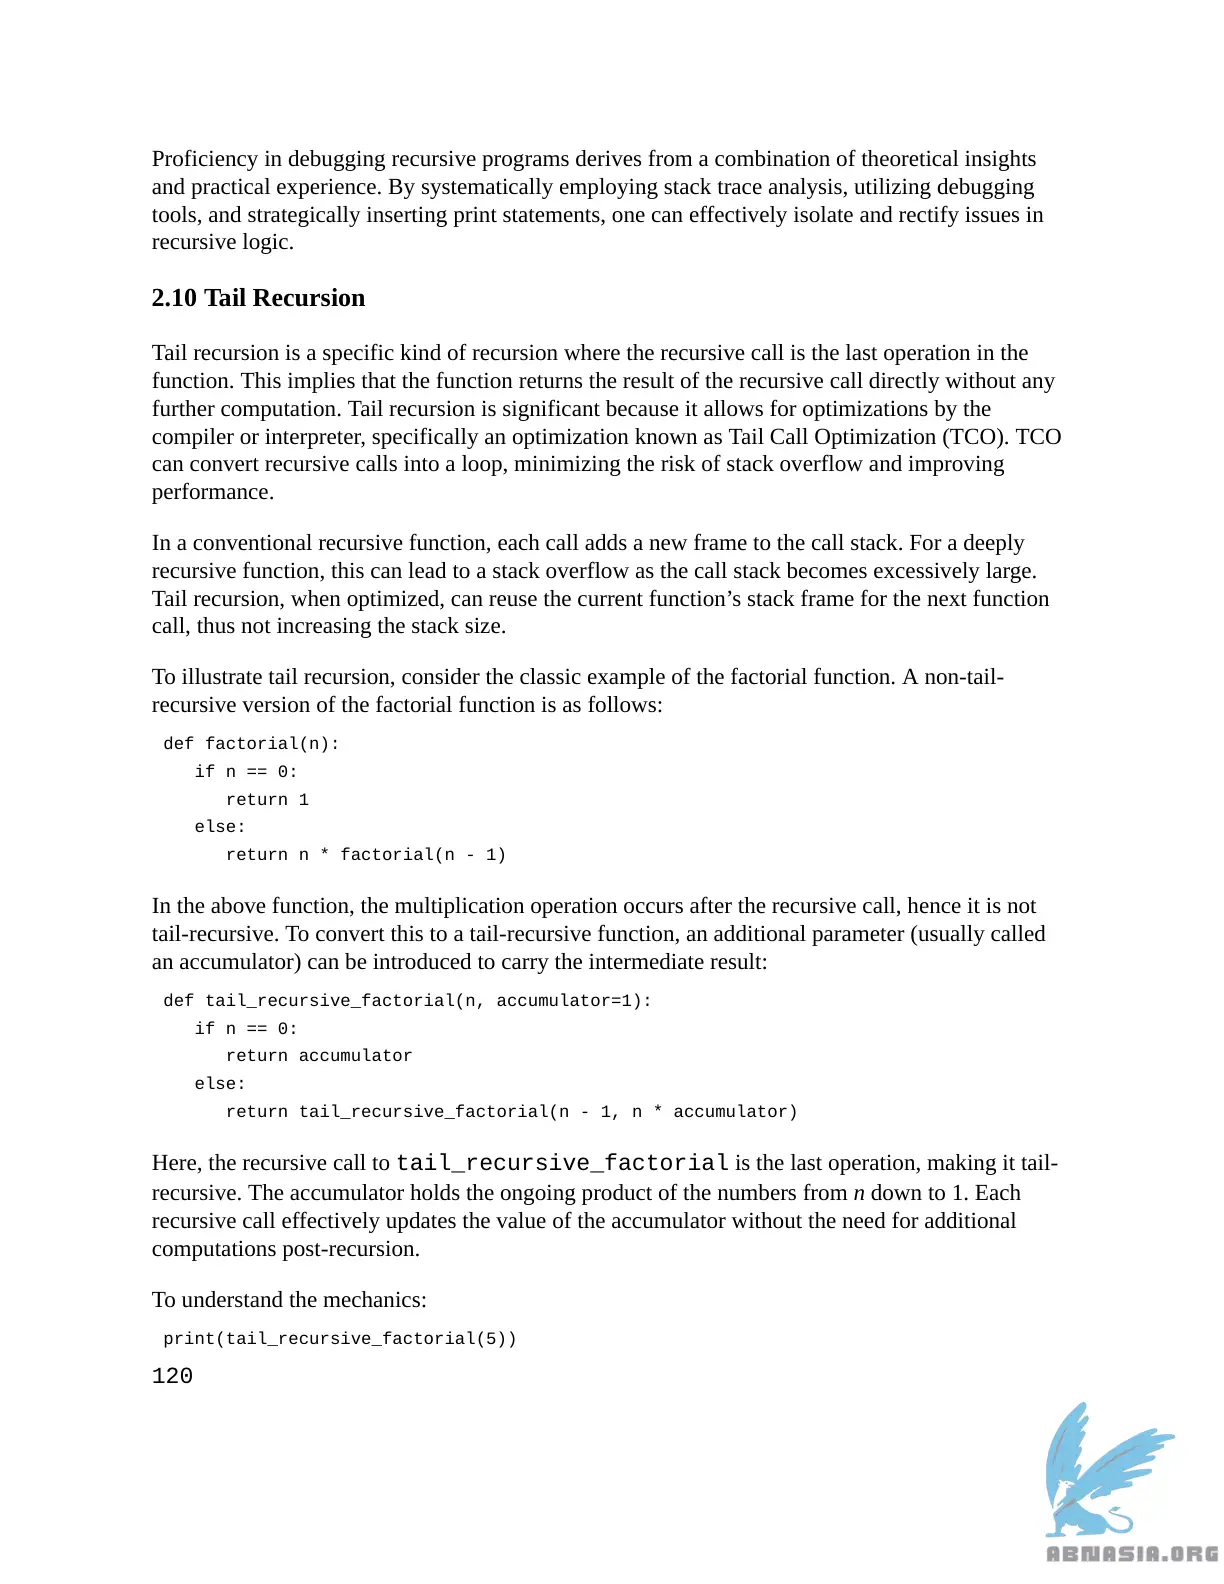 Proficiency in debugging recursive programs derives from a combination of theoretical insights
and practical experience. By systematically employing stack trace analysis, utilizing debugging
tools, and strategically inserting print statements, one can effectively isolate and rectify issues in
recursive logic.
2.10 Tail Recursion
Tail recursion is a specific kind of recursion where the recursive call is the last operation in the
function. This implies that the function returns the result of the recursive call directly without any
further computation. Tail recursion is significant because it allows for optimizations by the
compiler or interpreter, specifically an optimization known as Tail Call Optimization (TCO). TCO
can convert recursive calls into a loop, minimizing the risk of stack overflow and improving
performance.
In a conventional recursive function, each call adds a new frame to the call stack. For a deeply
recursive function, this can lead to a stack overflow as the call stack becomes excessively large.
Tail recursion, when optimized, can reuse the current function’s stack frame for the next function
call, thus not increasing the stack size.
To illustrate tail recursion, consider the classic example of the factorial function. A non-tail-
recursive version of the factorial function is as follows:
def factorial(n):
   if n == 0:
      return 1
   else:
      return n * factorial(n - 1)
In the above function, the multiplication operation occurs after the recursive call, hence it is not
tail-recursive. To convert this to a tail-recursive function, an additional parameter (usually called
an accumulator) can be introduced to carry the intermediate result:
def tail_recursive_factorial(n, accumulator=1):
   if n == 0:
      return accumulator
   else:
      return tail_recursive_factorial(n - 1, n * accumulator)
Here, the recursive call to tail_recursive_factorial is the last operation, making it tail-
recursive. The accumulator holds the ongoing product of the numbers from n down to 1. Each
recursive call effectively updates the value of the accumulator without the need for additional
computations post-recursion.
To understand the mechanics:
print(tail_recursive_factorial(5))
120
ABNASIA.ORG